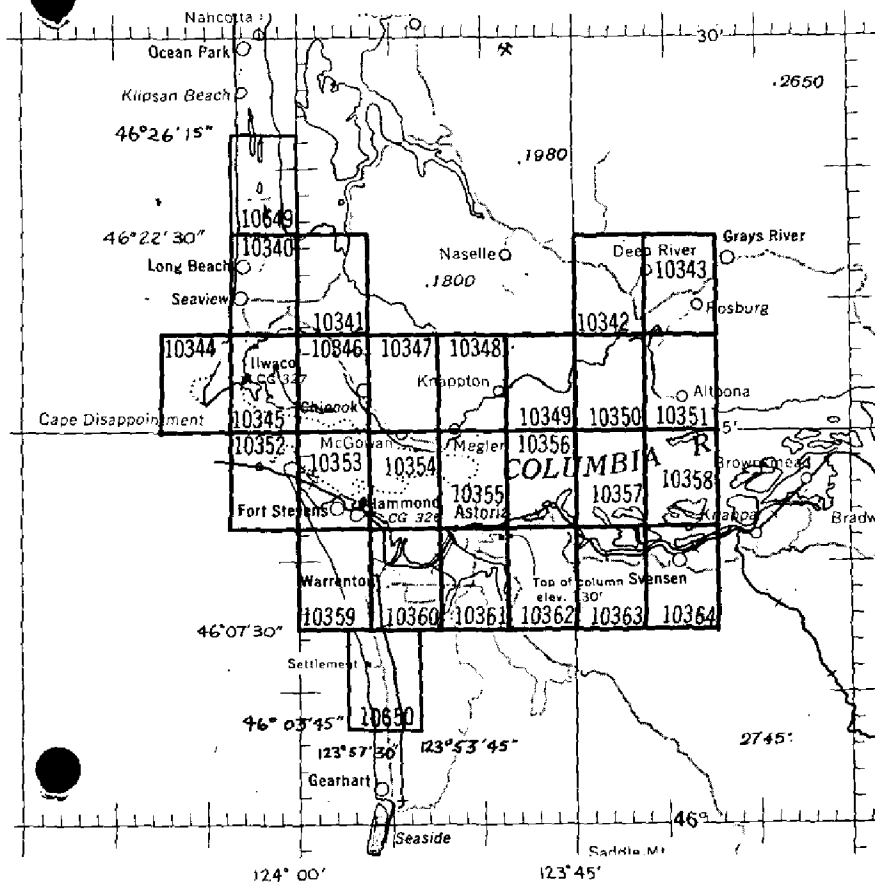 Nahcotta
30'
Ocean Park
.2650
Klipsan Beach
46°26'15"
.1980
10649
46°22'30"
10340
Grays River
Naselle
Deep River
Long Beach
10343
.1800
Seaview
Rosburg
10341
10342
10344
10346
10347
10348
Ilwaco
CG 327
Knappton
Altoona
Chinook
Cape Disappointment
10345
10349
10350
10351
5'
10352
McGowan
Megler
10356
R
COLUMBIA
10353
10354
10358
Brownsmead
10355
10357
Fort Stevens
Hammond
CG 326
Astoria
Knappa
Bradw
Warrenton
Top of column
elev.
Svensen
10359
10360
10361
10362
10363
10364
46°07'30"
Settlement
10650
46°03'45"
123°57'30"
123°53'45"
2745
Gearhart
46°
Seaside
Saddle Mt
124°00'
123°45'